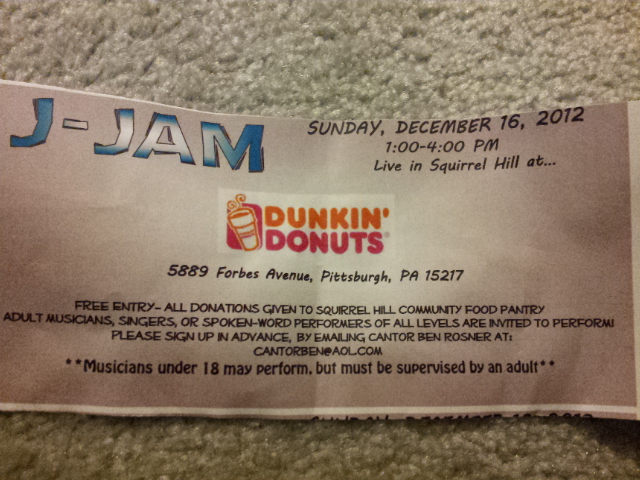 J-JAM
SUNDAY, DECEMBER 16, 2012
1:00-4:00 PM
Live in Squirrel Hill at...
DUNKIN'
DONUTS
5889 Forbes Avenue, Pittsburgh, PA 15217
FREE ENTRY- ALL DONATIONS GIVEN TO SQUIRREL HILL COMMUNITY FOOD PANTRY
ADULT MUSICIANS, SINGERS, OR SPOKEN-WORD PERFORMERS OF ALL LEVELS ARE INVITED TO PERFORM!
PLEASE SIGN UP IN ADVANCE, BY EMAILING CANTOR BEN ROSNER AT:
CANTORBEN@AOL.COM
**Musicians under 18 may perform, but must be supervised by an adult**